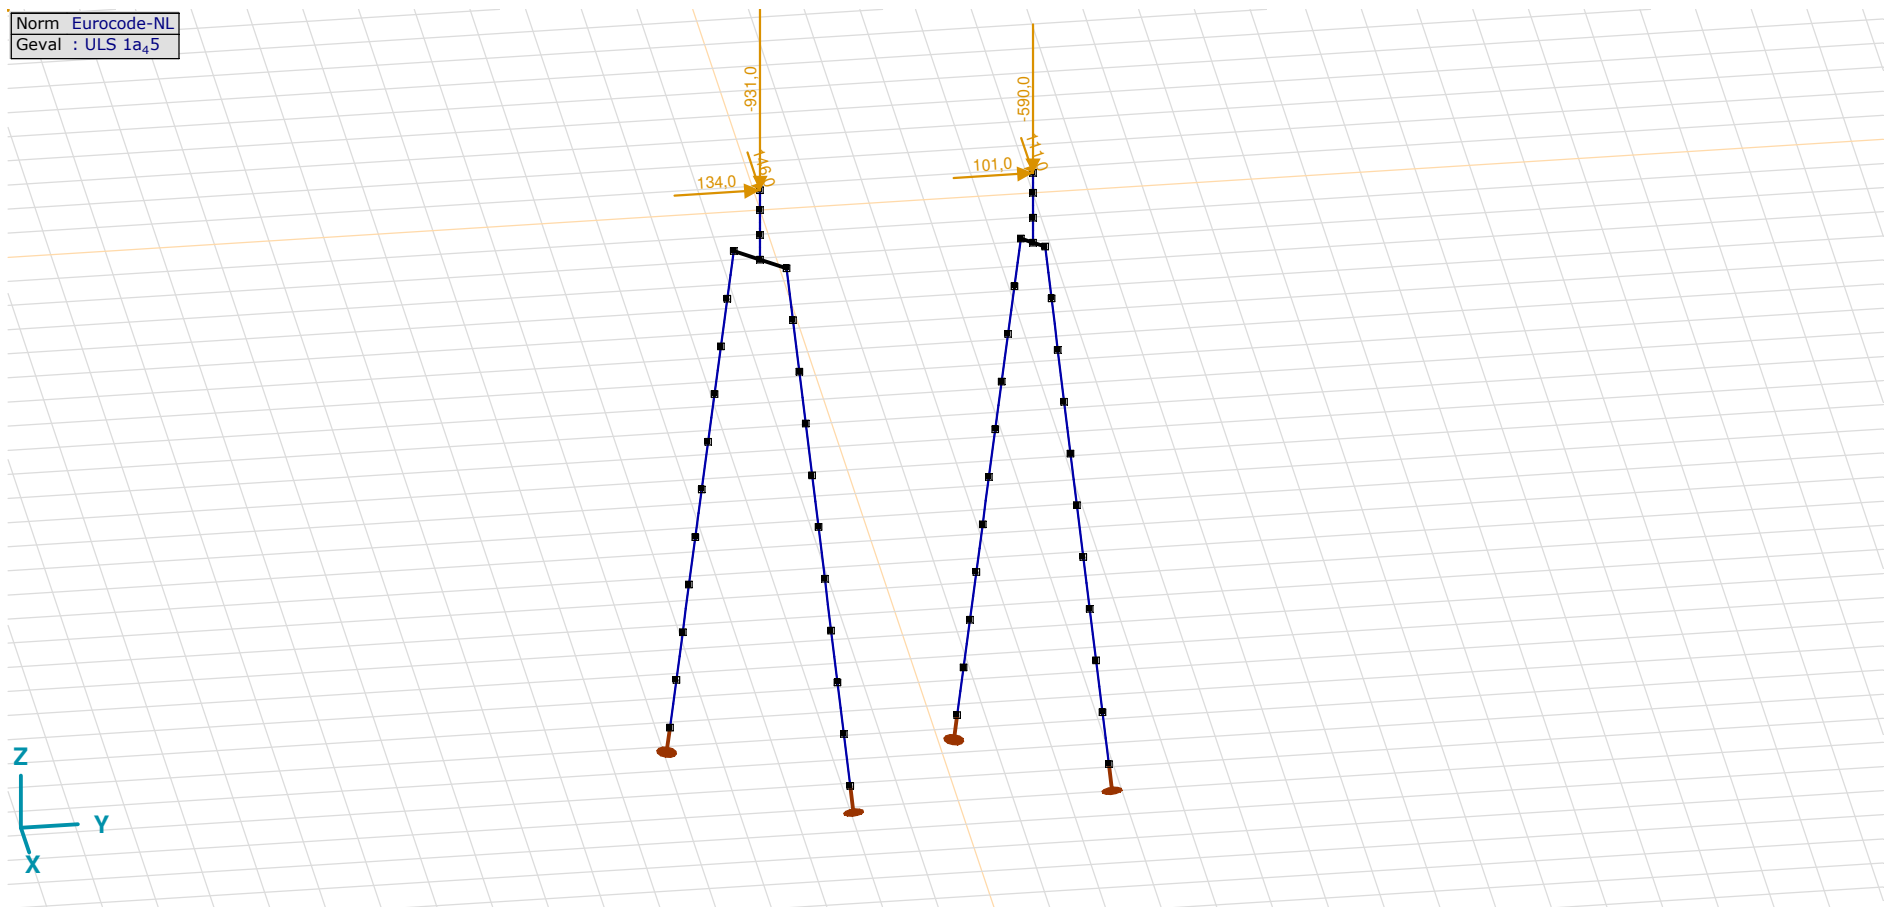 Norm Eurocode-NL
Geval : ULS 1a₄5
-931,0
134,0
-590,0
101,0
Z
Y
X